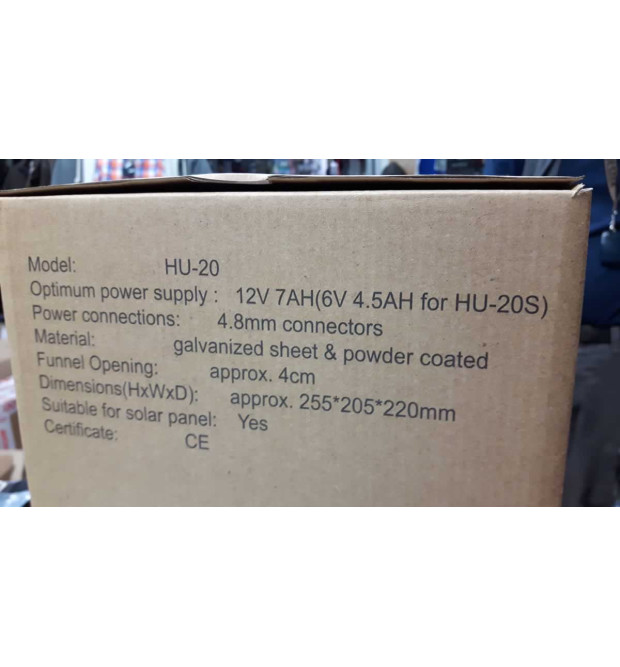 Model: HU-20
Optimum power supply : 12V 7AH(6V 4.5AH for HU-20S)
Power connections: 4.8mm connectors
Material: galvanized sheet & powder coated
Funnel Opening: approx. 4cm
Dimensions(HxWxD): approx. 255*205*220mm
Suitable for solar panel: Yes
Certificate: CE